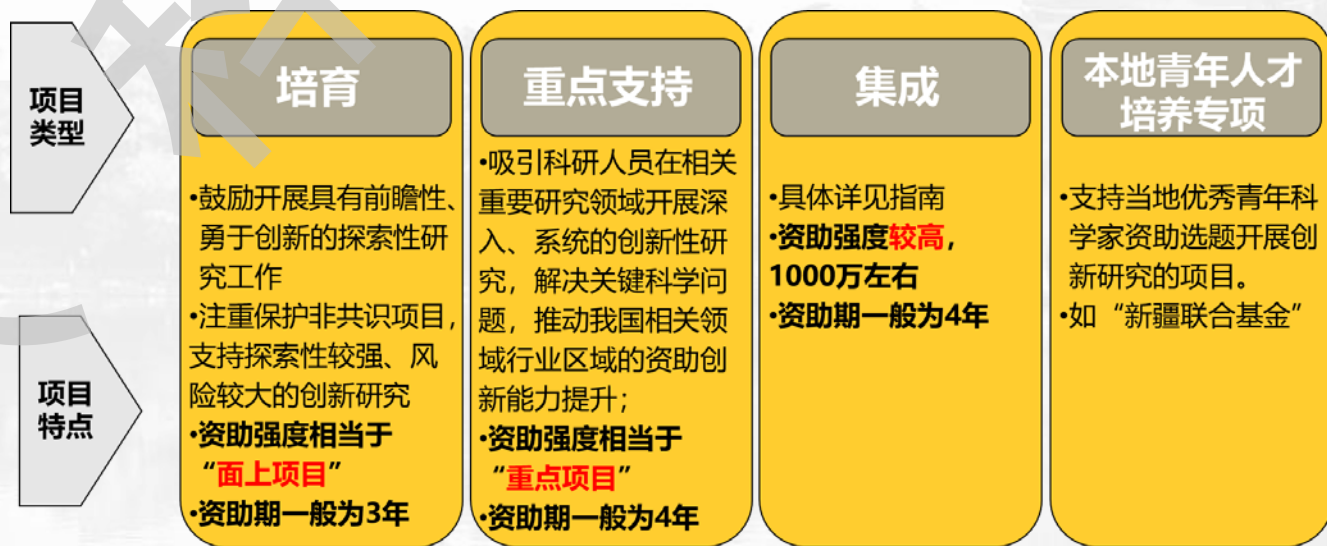 项目
类型
项目
特点
培育
•鼓励开展具有前瞻性、
勇于创新的探索性研
究工作
•注重保护非共识项目，
支持探索性较强、风
险较大的创新研究
•资助强度相当于
“面上项目”
•资助期一般为3年
重点支持
•吸引科研人员在相关
重要研究领域开展深
入、系统的创新性研
究，解决关键科学问
题，推动我国相关领
域行业区域的资助创
新能力提升；
•资助强度相当于
“重点项目”
•资助期一般为4年
集成
•具体详见指南
•资助强度较高，
1000万左右
•资助期一般为4年
本地青年人才
培养专项
•支持当地优秀青年科
学家资助选题开展创
新研究的项目。
•如“新疆联合基金”